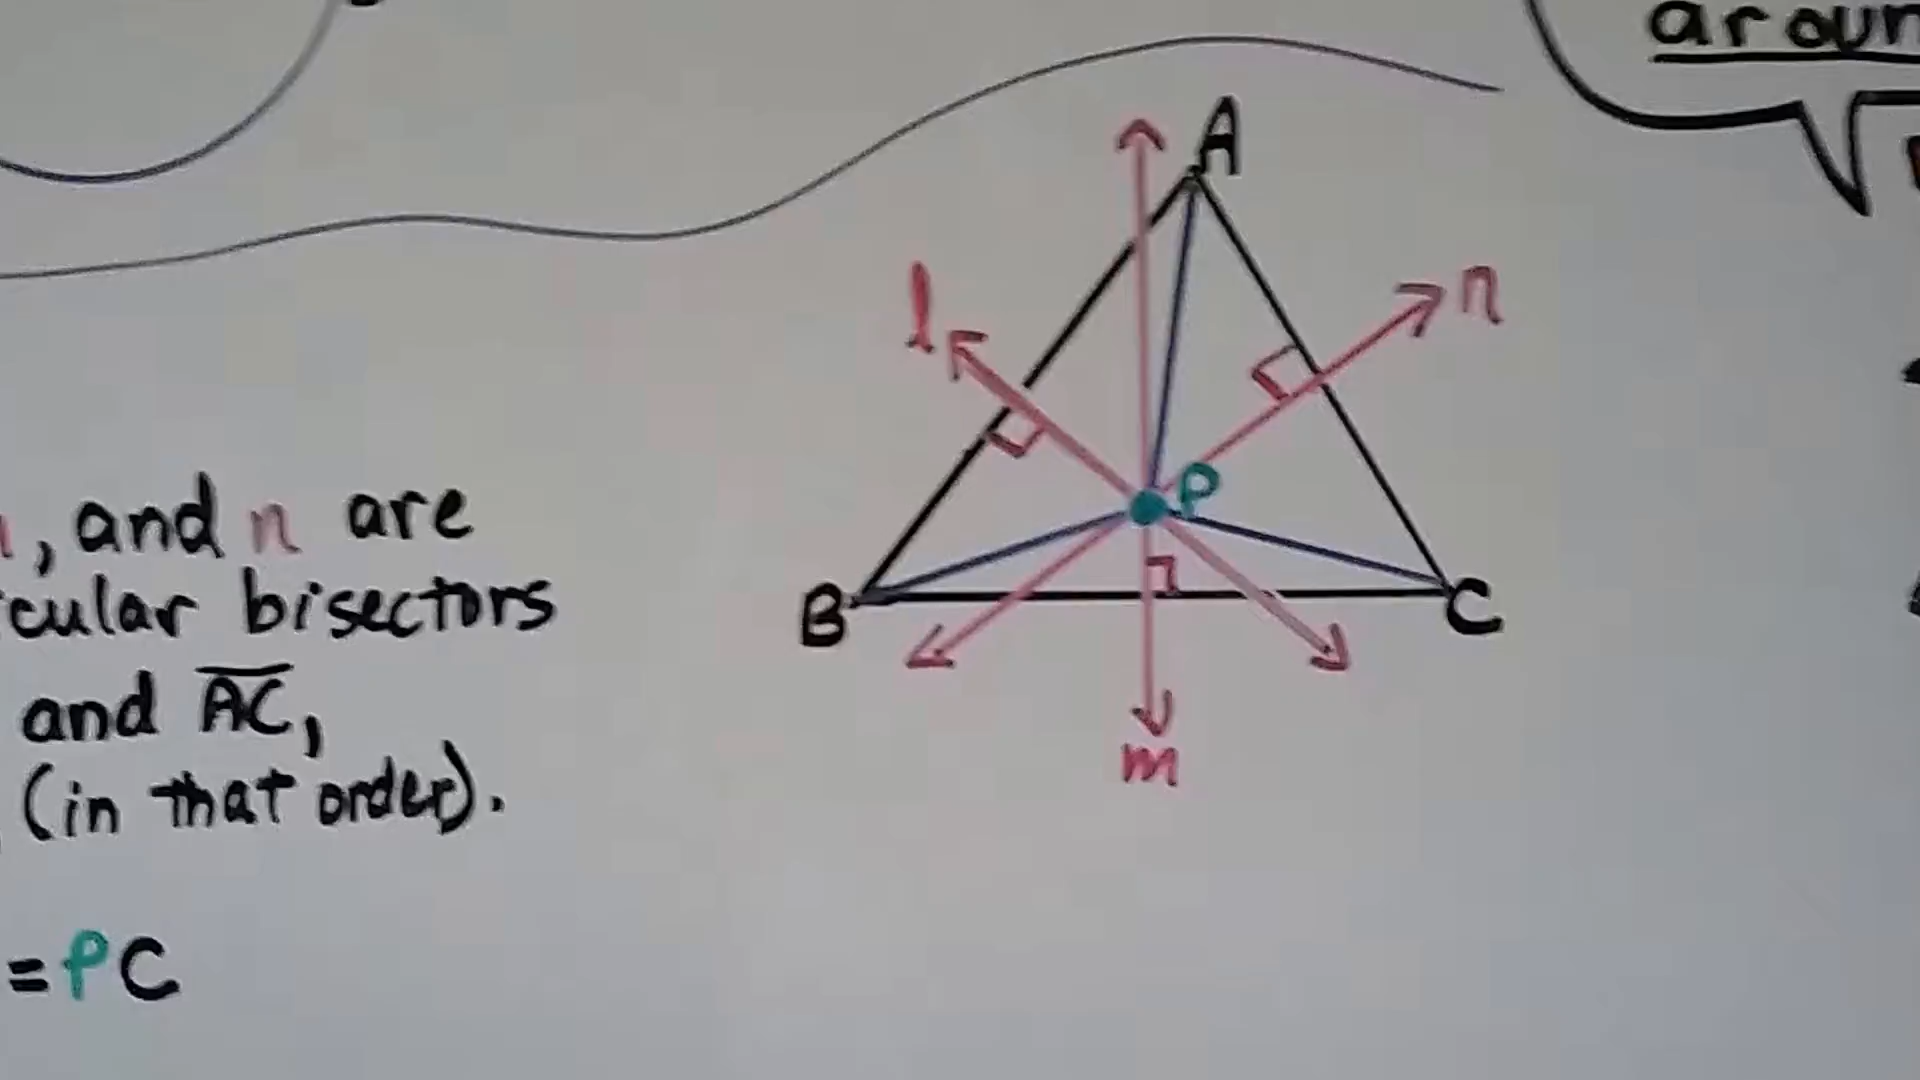 aroun
A
l
n
P
B
C
m
, and n are
cular bisectors
and AC,
(in that order).
= PC